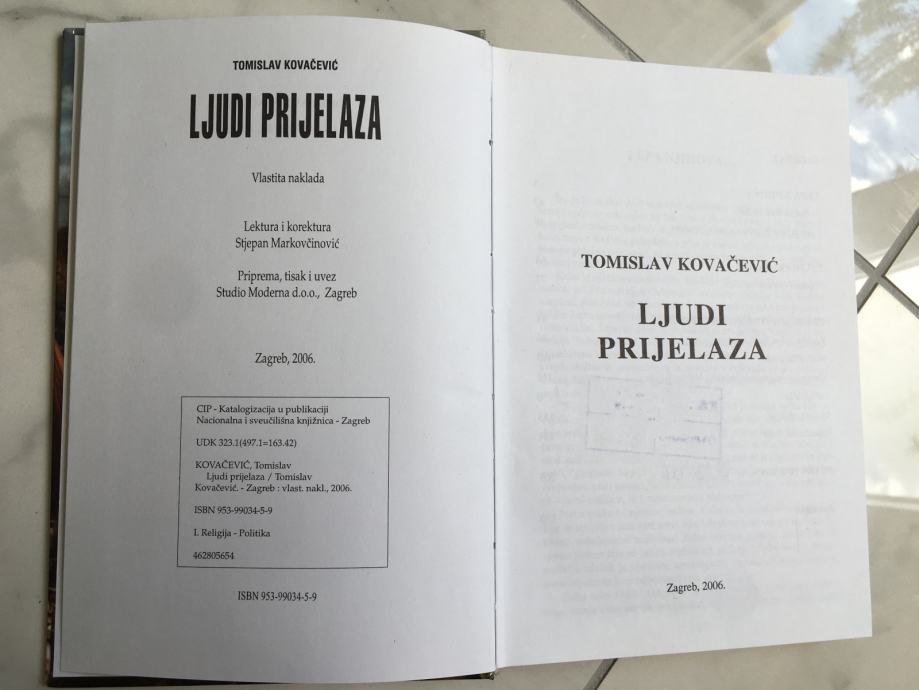 TOMISLAV KOVAČEVIĆ
LJUDI PRIJELAZA
Vlastita naklada
Lektura i korektura
Stjepan Markovčinović
Priprema, tisak i uvez
Studio Moderna d.o.o., Zagreb
Zagreb, 2006.
CIP - Katalogizacija u publikaciji
Nacionalna i sveučilišna knjižnica - Zagreb
UDK 323.1(497.1=163.42)
KOVAČEVIĆ, Tomislav
Ljudi prijelaza / Tomislav
Kovačević. - Zagreb : vlast. nakl., 2006.
ISBN 953-99034-5-9
I. Religija - Politika
462805654
ISBN 953-99034-5-9
TOMISLAV KOVAČEVIĆ
LJUDI
PRIJELAZA
Zagreb, 2006.